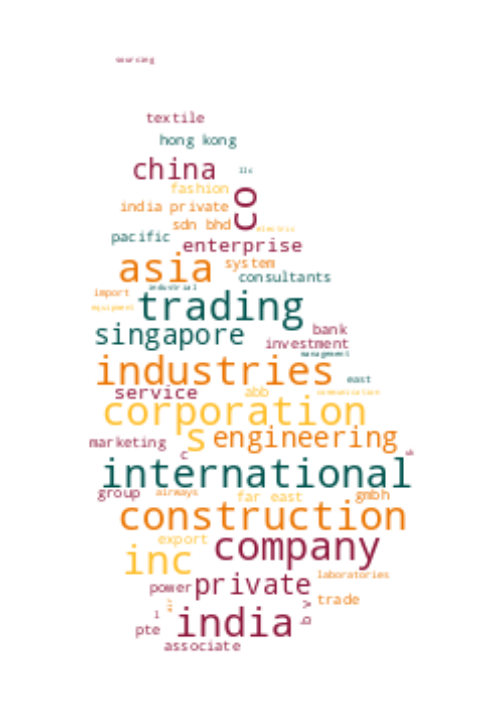 sourcing
textile
hong kong
china
llc
fashion
co
india private
sdn bhd
electric
pacific
enterprise
asia
system
consultants
industrial
import
trading
equipment
singapore
bank
investment
management
industries
east
service
abb
communication
corporation
s
engineering
marketing
c
international
group
airways
far east
gmbh
construction
export
company
inc
laboratories
power
private
trade
b v
l
india
pte
associate